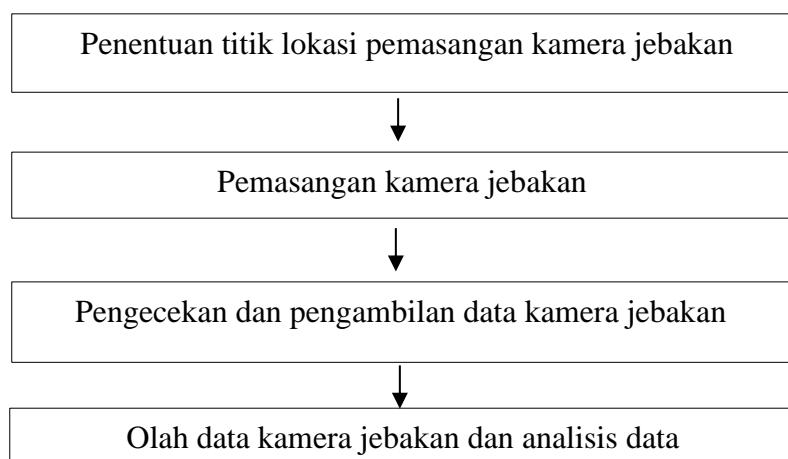 Penentuan titik lokasi pemasangan kamera jebakan
Pemasangan kamera jebakan
Pengecekan dan pengambilan data kamera jebakan
Olah data kamera jebakan dan analisis data